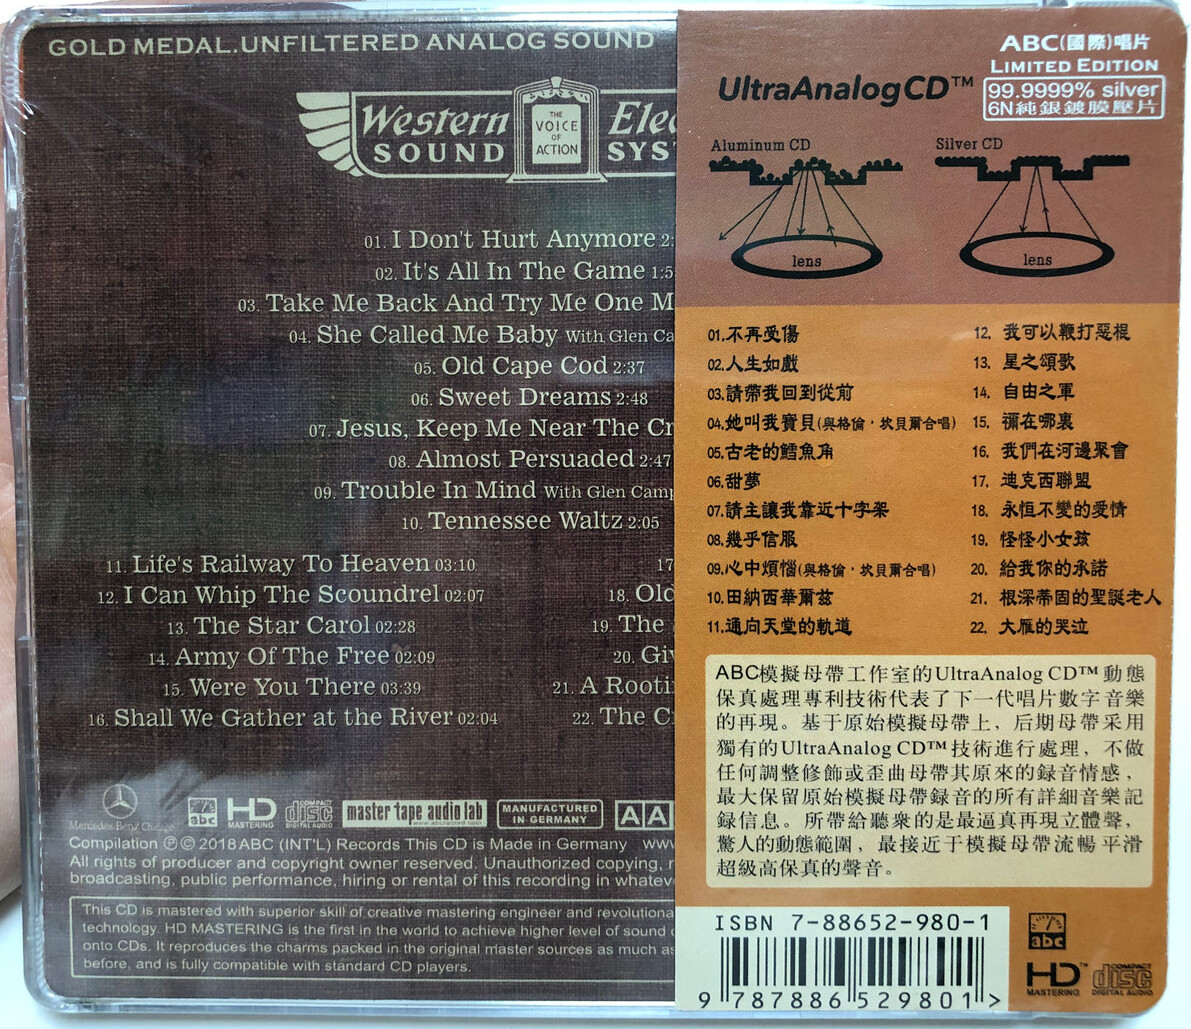 GOLD MEDAL.UNFILTERED ANALOG SOUND
Western
SOUND
THE
VOICE
OF
ACTION
01. I Don't Hurt Anymore
02. It's All In The Game
03. Take Me Back And Try Me One
04. She Called Me Baby With Glen
05. Old Cape Cod 2:37
06. Sweet Dreams 2:48
07. Jesus, Keep Me Near The
08. Almost Persuaded 2:47
09. Trouble In Mind With Glen
10. Tennessee Waltz 2:05
11. Life's Railway To Heaven 03:10
12. I Can Whip The Scoundrel 02:07
13. The Star Carol 02:28
14. Army Of The Free 02:09
15. Were You There 03:39
16. Shall We Gather at the River 02:04
17
18. Old
19. The
20.
21. A
22. The
Mercedes-Benz Chicago
abc
HD
MASTERING
COMPACT
disc
DIGITAL AUDIO
master tape audio lab
MANUFACTURED
IN GERMANY
Compilation ℗ © 2018 ABC (INT'L) Records This CD is Made in Germany
All rights of producer and copyright owner reserved. Unauthorized copying,
broadcasting, public performance, hiring or rental of this recording in
This CD is mastered with superior skill of creative mastering engineer and
technology. HD MASTERING is the first in the world to achieve higher level of sound
onto CDs. It reproduces the charms packed in the original master sources as much as
before, and is fully compatible with standard CD players.
ABC(國際)唱片
LIMITED EDITION
UltraAnalogCD™
99.9999% silver
6N純銀鍍膜壓片
Aluminum CD
lens
Silver CD
lens
01.不再受傷
02.人生如戲
03.請帶我回到從前
04.她叫我寶貝(與格倫·坎貝爾合唱)
05.古老的鱈魚角
06.甜夢
07.請主讓我靠近十字架
08.幾乎信服
09.心中煩惱(與格倫·坎貝爾合唱)
10.田納西華爾茲
11.通向天堂的軌道
12. 我可以鞭打惡棍
13. 星之頌歌
14. 自由之軍
15. 彌在哪裏
16. 我們在河邊聚會
17. 迪克西聯盟
18. 永恒不變的愛情
19. 怪怪小女孩
20. 給我你的承諾
21. 根深蒂固的聖誕老人
22. 大雁的哭泣
ABC模擬母帶工作室的UltraAnalog CD™動態
保真處理專利技術代表了下一代唱片數字音樂
的再現。基于原始模擬母帶上，后期母帶采用
獨有的UltraAnalog CD™技術進行處理，不做
任何調整修飾或歪曲母帶其原來的録音情感，
最大保留原始模擬母帶録音的所有詳細音樂記
録信息。所帶給聽衆的是最逼真再現立體聲，
驚人的動態範圍，最接近于模擬母帶流暢平滑
超級高保真的聲音。
ISBN 7-88652-980-1
9 787886 529801 >
abc
HD™
MASTERING
COMPACT
disc
DIGITAL AUDIO